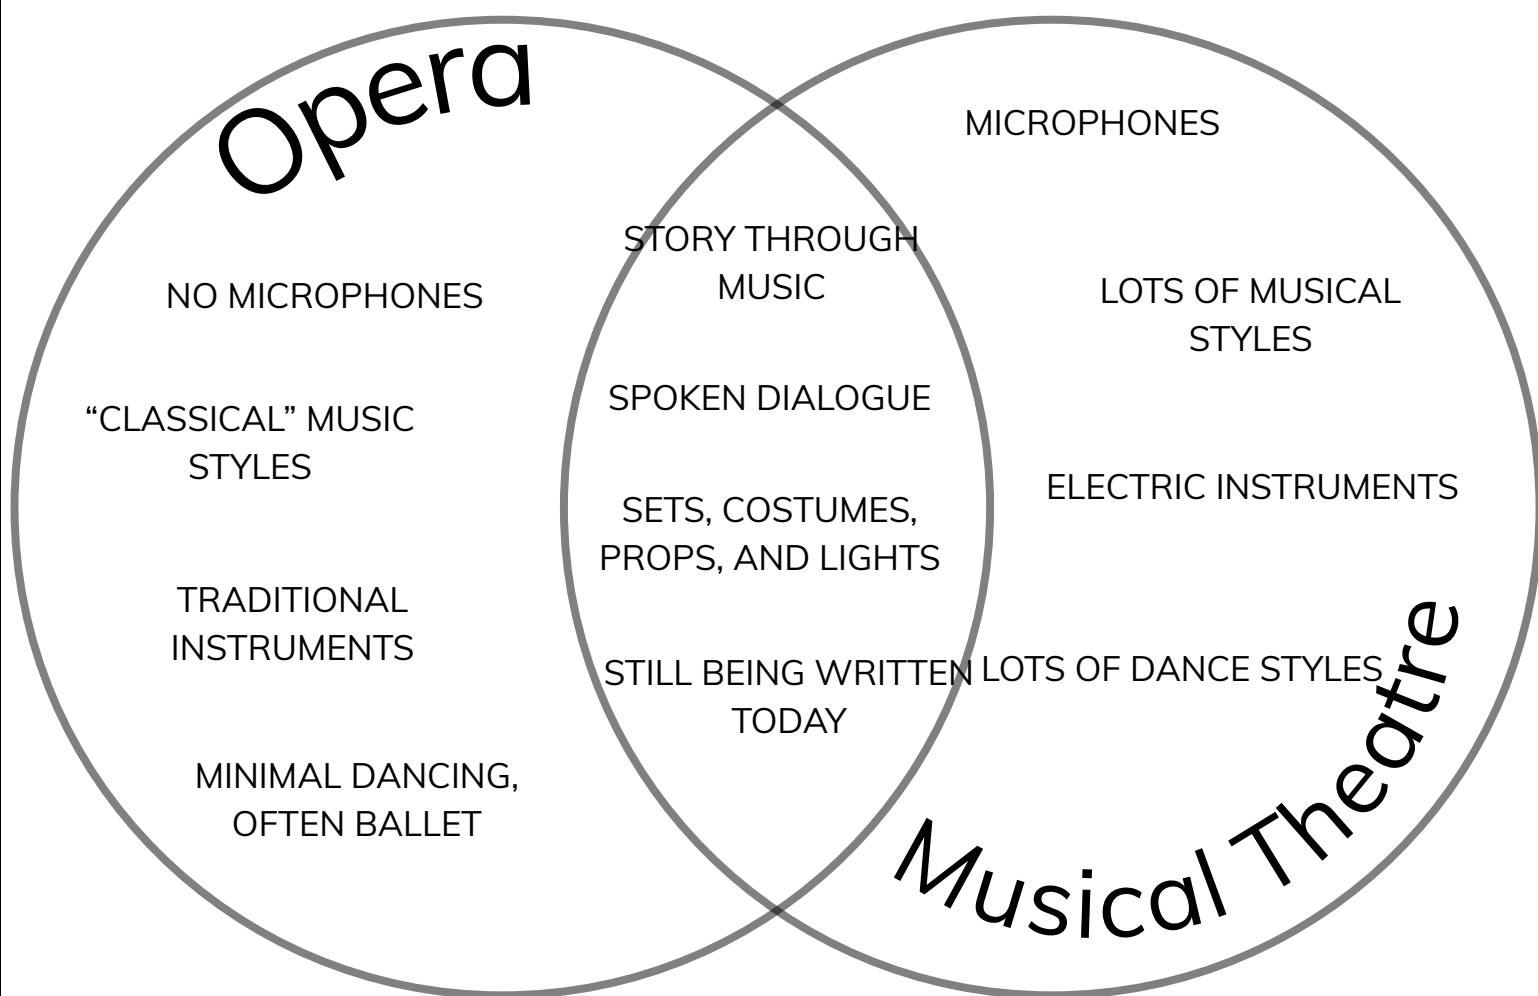 Opera
NO MICROPHONES
“CLASSICAL” MUSIC
STYLES
TRADITIONAL
INSTRUMENTS
MINIMAL DANCING,
OFTEN BALLET
STORY THROUGH
MUSIC
SPOKEN DIALOGUE
SETS, COSTUMES,
PROPS, AND LIGHTS
STILL BEING WRITTEN
TODAY
MICROPHONES
LOTS OF MUSICAL
STYLES
ELECTRIC INSTRUMENTS
LOTS OF DANCE STYLES
Musical Theatre